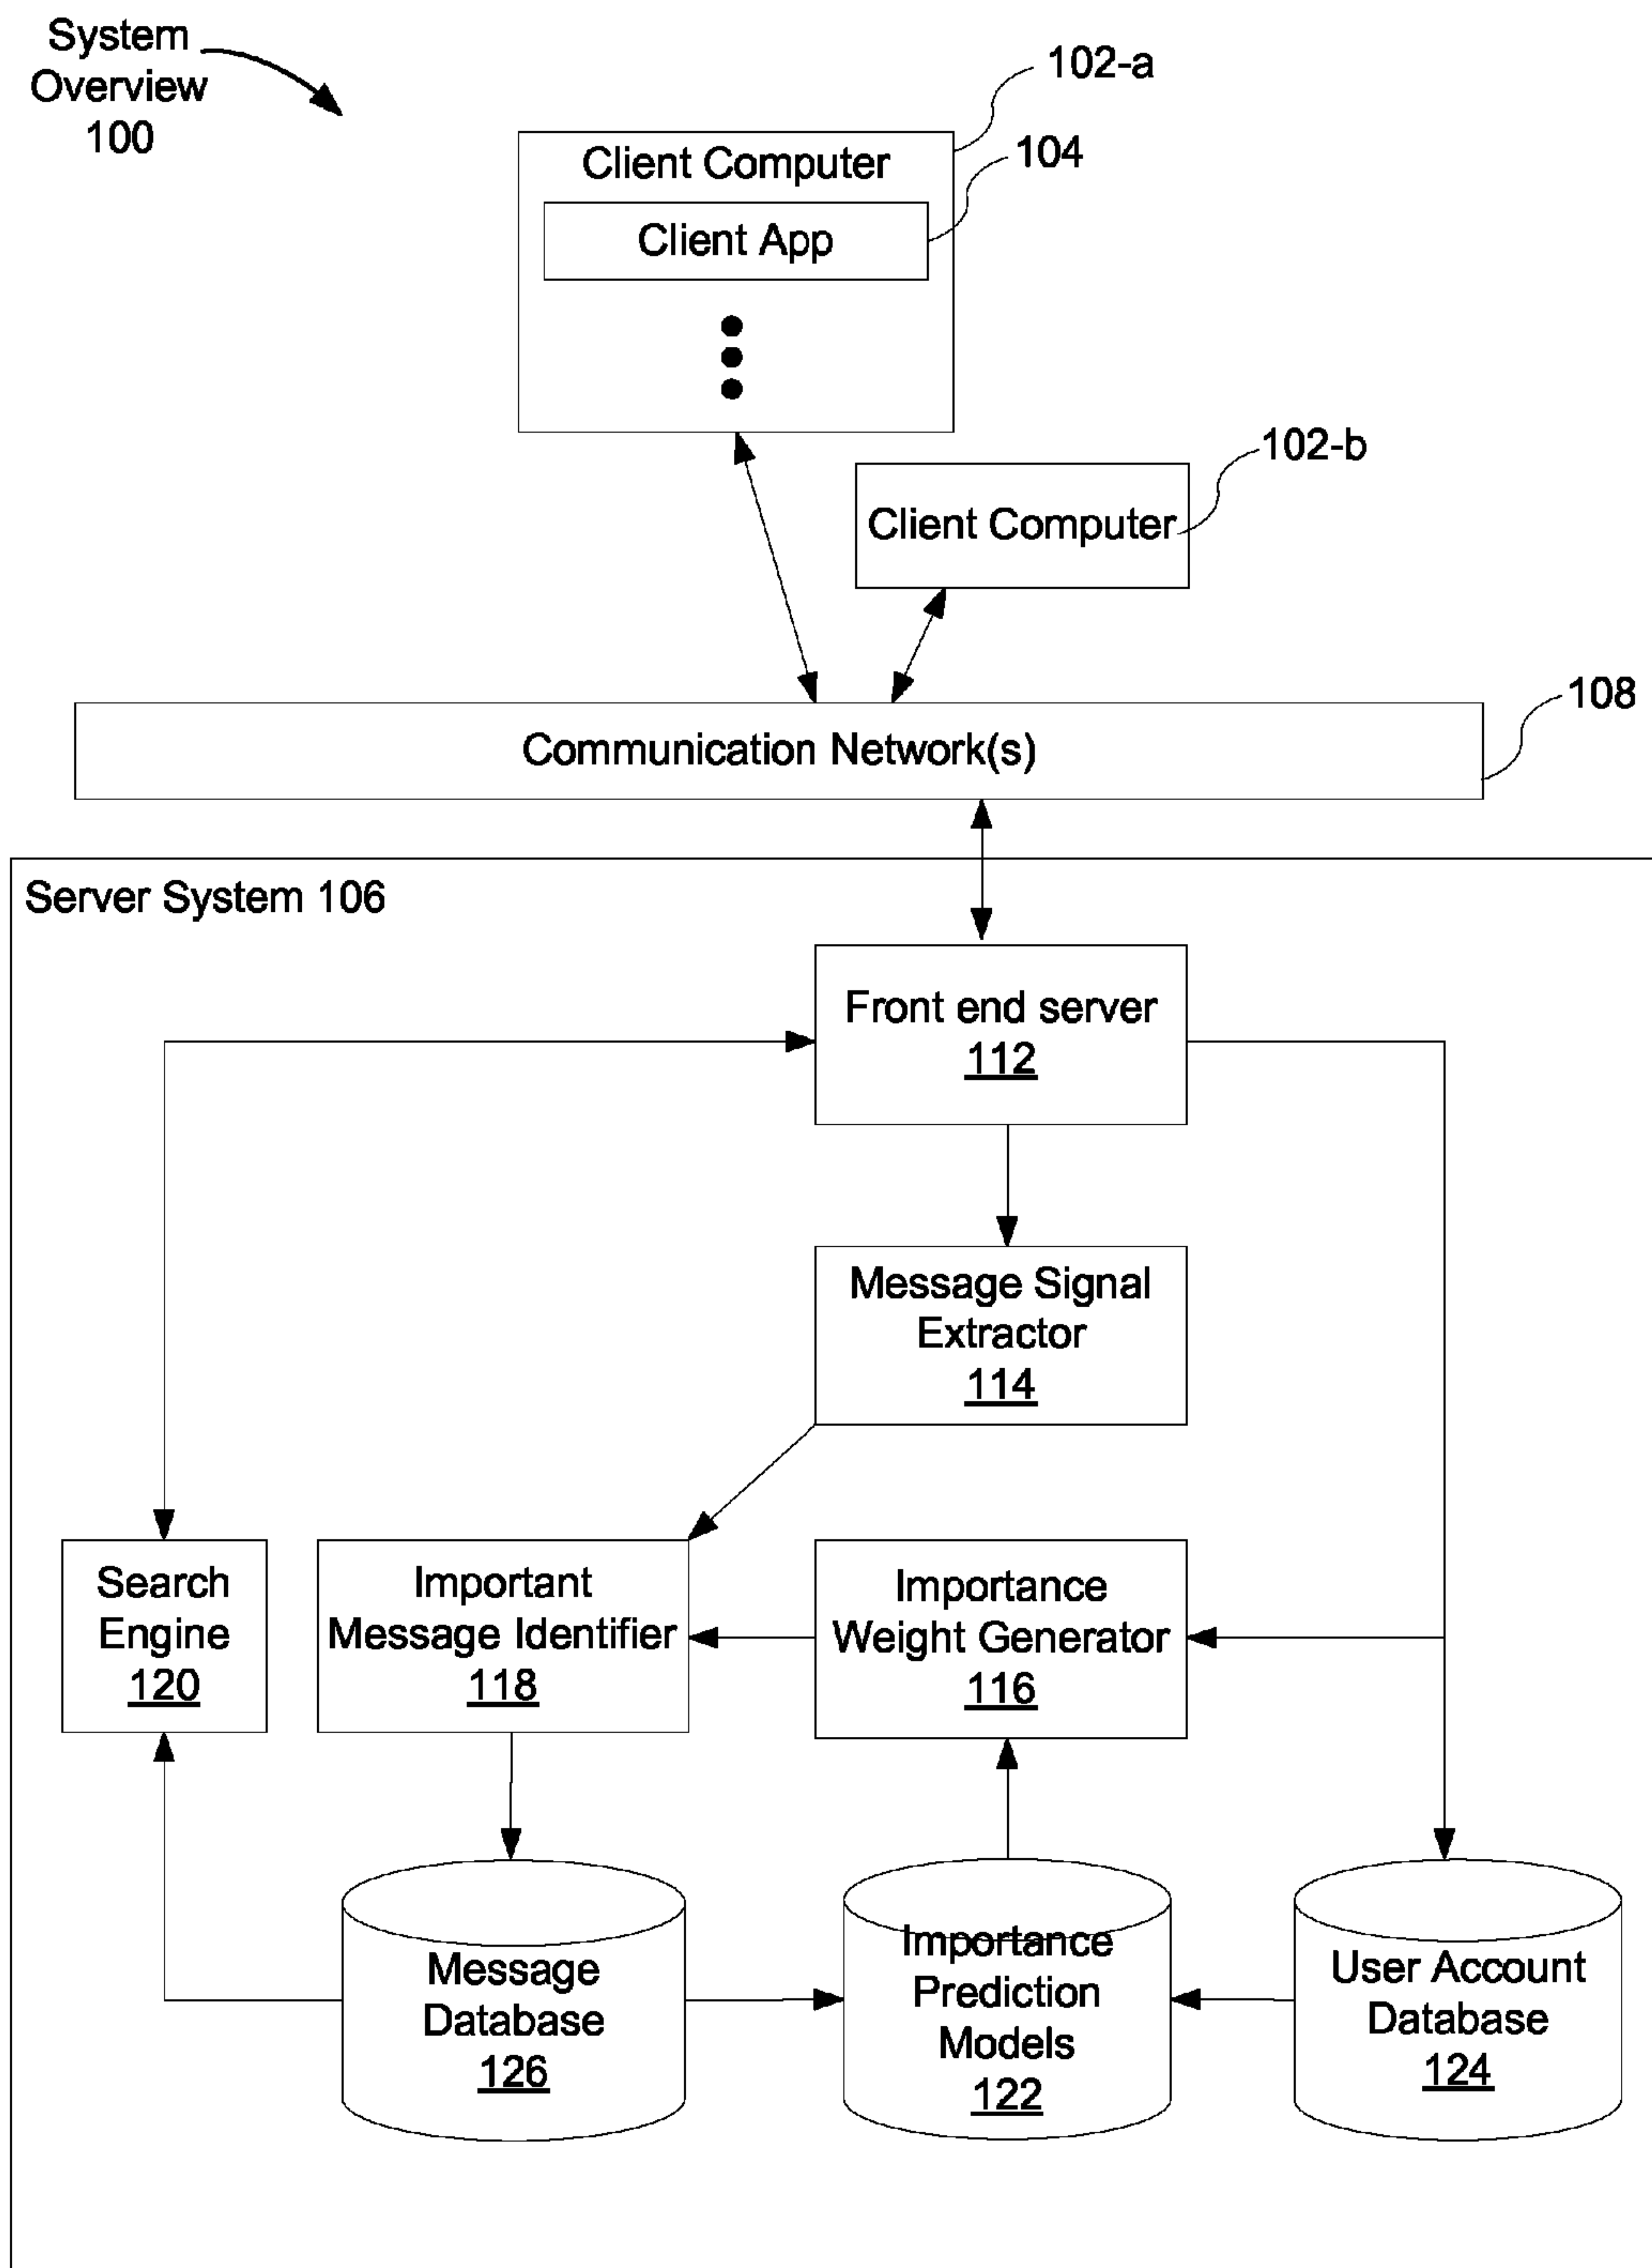 System
Overview
100
102-a
Client Computer
104
Client App
102-b
Client Computer
108
Communication Network(s)
Server System 106
Front end server
112
Message Signal
Extractor
114
Search
Engine
120
Important
Message Identifier
118
Importance
Weight Generator
116
Message
Database
126
Importance
Prediction
Models
122
User Account
Database
124